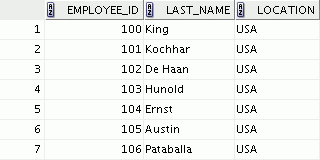 EMPLOYEE_ID LAST_NAME LOCATION
1 100 King USA
2 101 Kochhar USA
3 102 De Haan USA
4 103 Hunold USA
5 104 Ernst USA
6 105 Austin USA
7 106 Pataballa USA